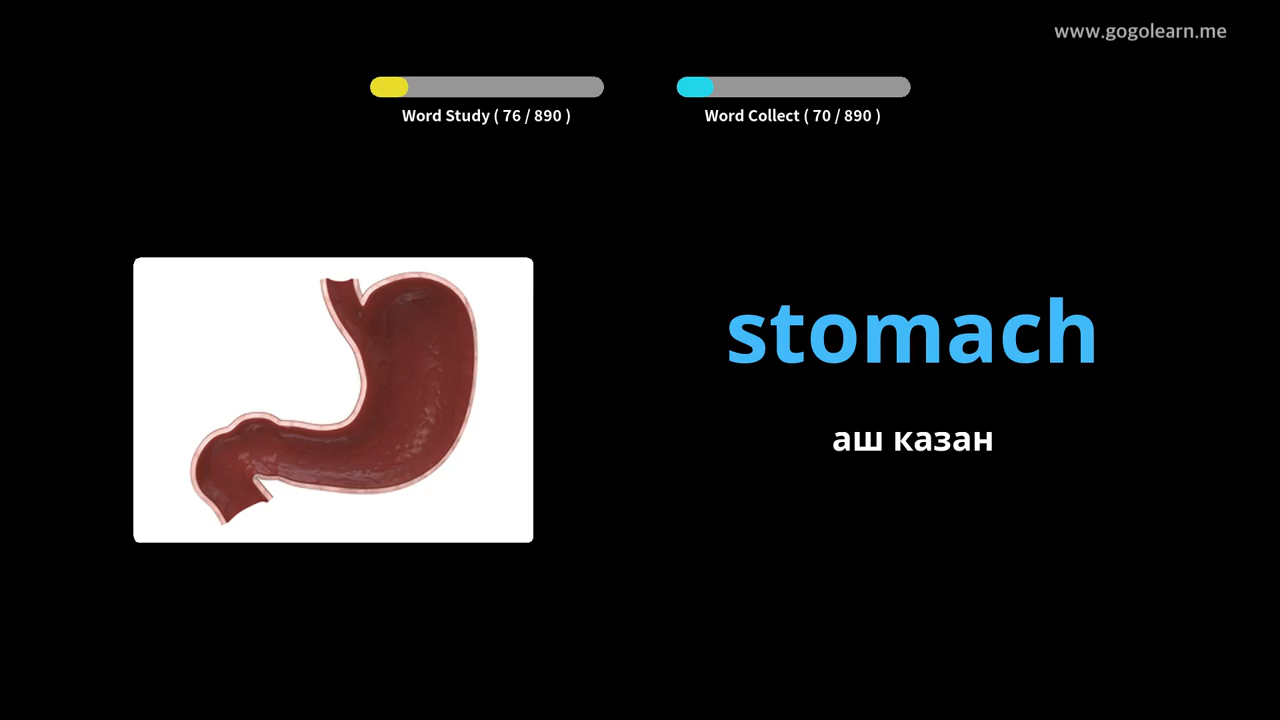 www.gogolearn.me
Word Study ( 76 / 890 )
Word Collect ( 70 / 890 )
stomach
аш казан